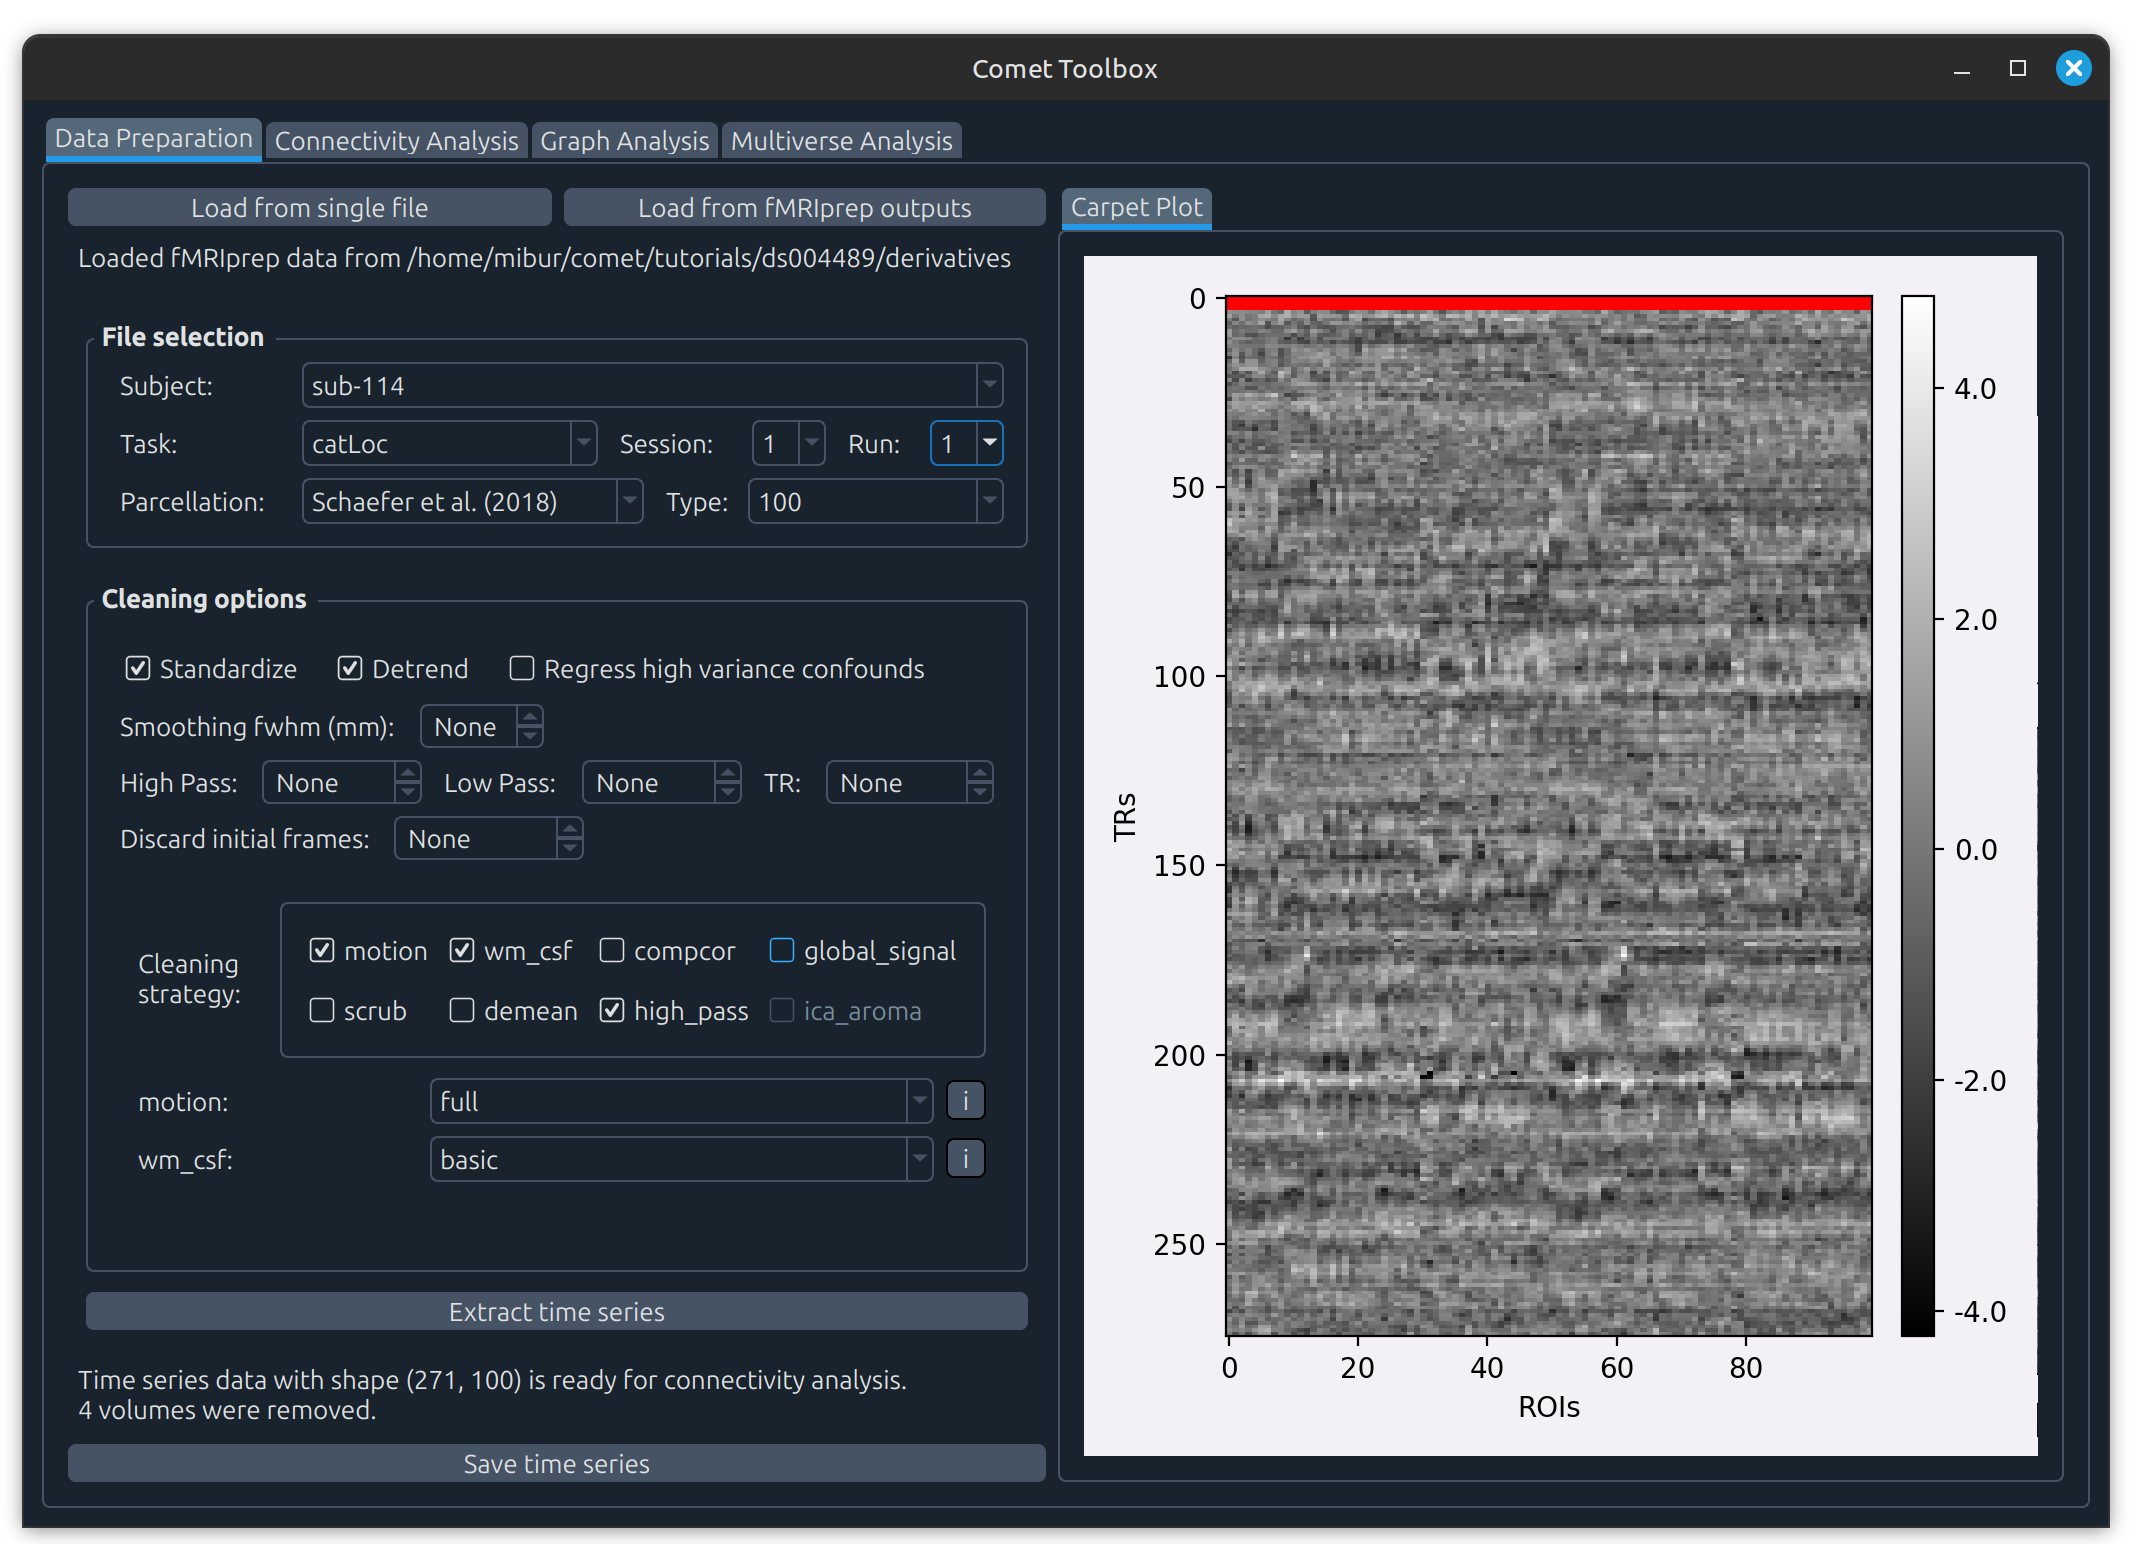 Comet Toolbox
Data Preparation Connectivity Analysis Graph Analysis Multiverse Analysis
Load from single file Load from fMRIprep outputs
Loaded fMRIprep data from /home/mibur/comet/tutorials/ds004489/derivatives
File selection
Subject: sub-114
Task: catLoc Session: 1 Run: 1
Parcellation: Schaefer et al. (2018) Type: 100
Cleaning options
Standardize Detrend Regress high variance confounds
Smoothing fwhm (mm): None
High Pass: None Low Pass: None TR: None
Discard initial frames: None
Cleaning
strategy:
motion wm_csf compcor global_signal
scrub demean high_pass ica_aroma
motion: full i
wm_csf: basic i
Extract time series
Time series data with shape (271, 100) is ready for connectivity analysis.
4 volumes were removed.
Save time series
Carpet Plot
0
50
100
150
200
250
TRs
0 20 40 60 80
ROIs
4.0
2.0
0.0
-2.0
-4.0